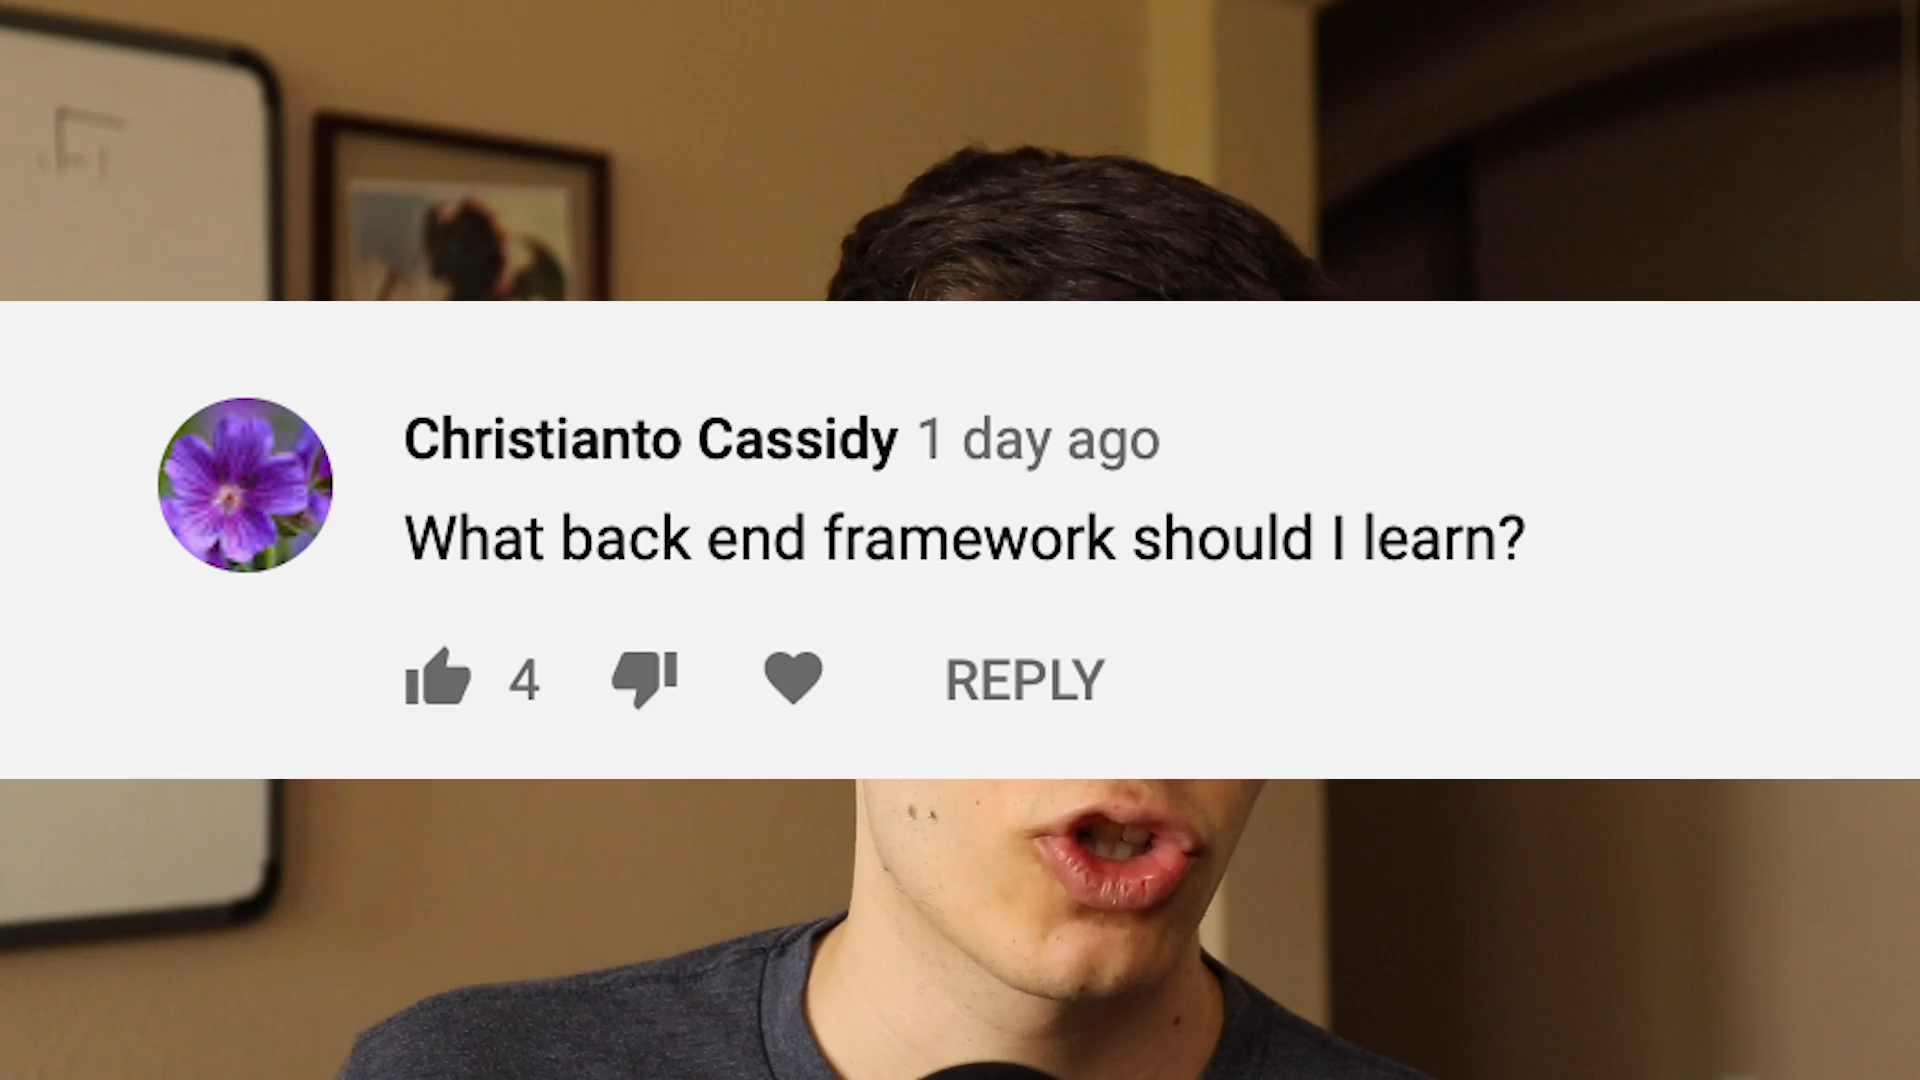 Christianto Cassidy 1 day ago
What back end framework should I learn?
4 REPLY